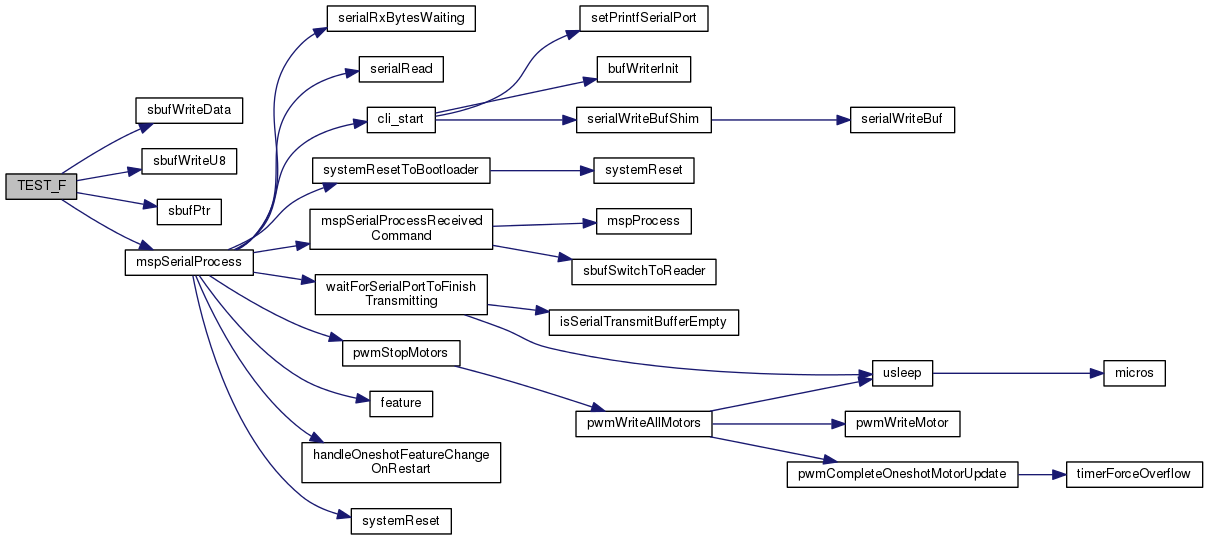 TEST_F
sbufWriteData
sbufWriteU8
sbufPtr
mspSerialProcess
serialRxBytesWaiting
serialRead
cli_start
systemResetToBootloader
mspSerialProcessReceived
Command
waitForSerialPortToFinish
Transmitting
pwmStopMotors
feature
handleOneshotFeatureChange
OnRestart
systemReset
setPrintfSerialPort
bufWriterInit
serialWriteBufShim
systemReset
mspProcess
sbufSwitchToReader
isSerialTransmitBufferEmpty
pwmWriteAllMotors
serialWriteBuf
usleep
pwmWriteMotor
pwmCompleteOneshotMotorUpdate
micros
timerForceOverflow